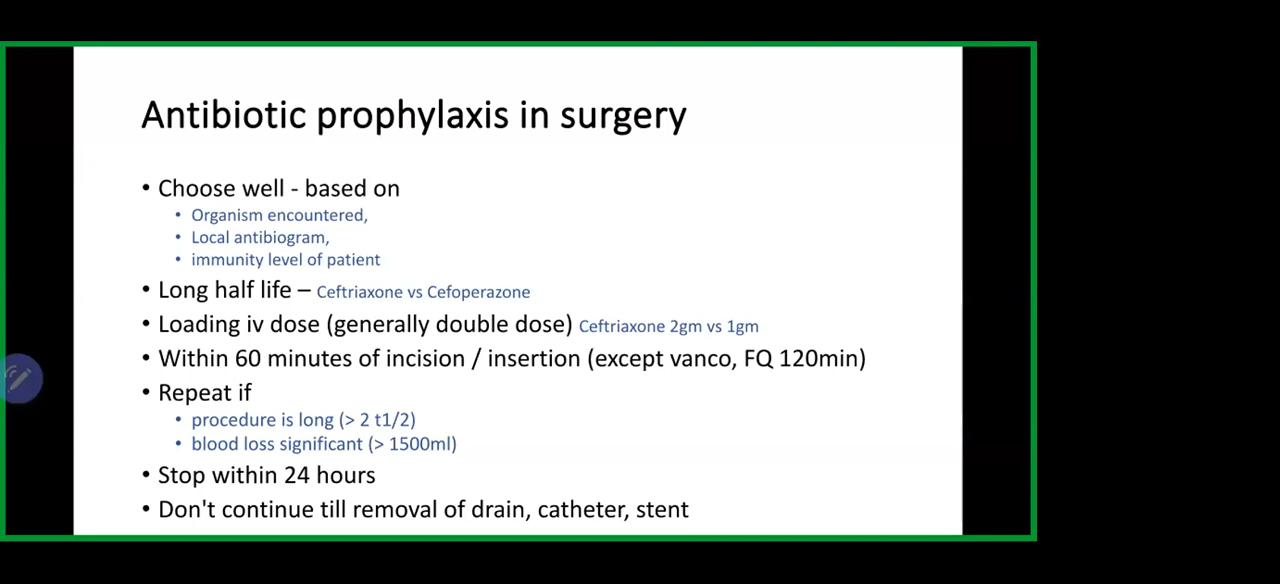 Antibiotic prophylaxis in surgery
• Choose well - based on
• Organism encountered,
• Local antibiogram,
• immunity level of patient
• Long half life – Ceftriaxone vs Cefoperazone
• Loading iv dose (generally double dose) Ceftriaxone 2gm vs 1gm
• Within 60 minutes of incision / insertion (except vanco, FQ 120min)
• Repeat if
• procedure is long (> 2 t1/2)
• blood loss significant (> 1500ml)
• Stop within 24 hours
• Don't continue till removal of drain, catheter, stent